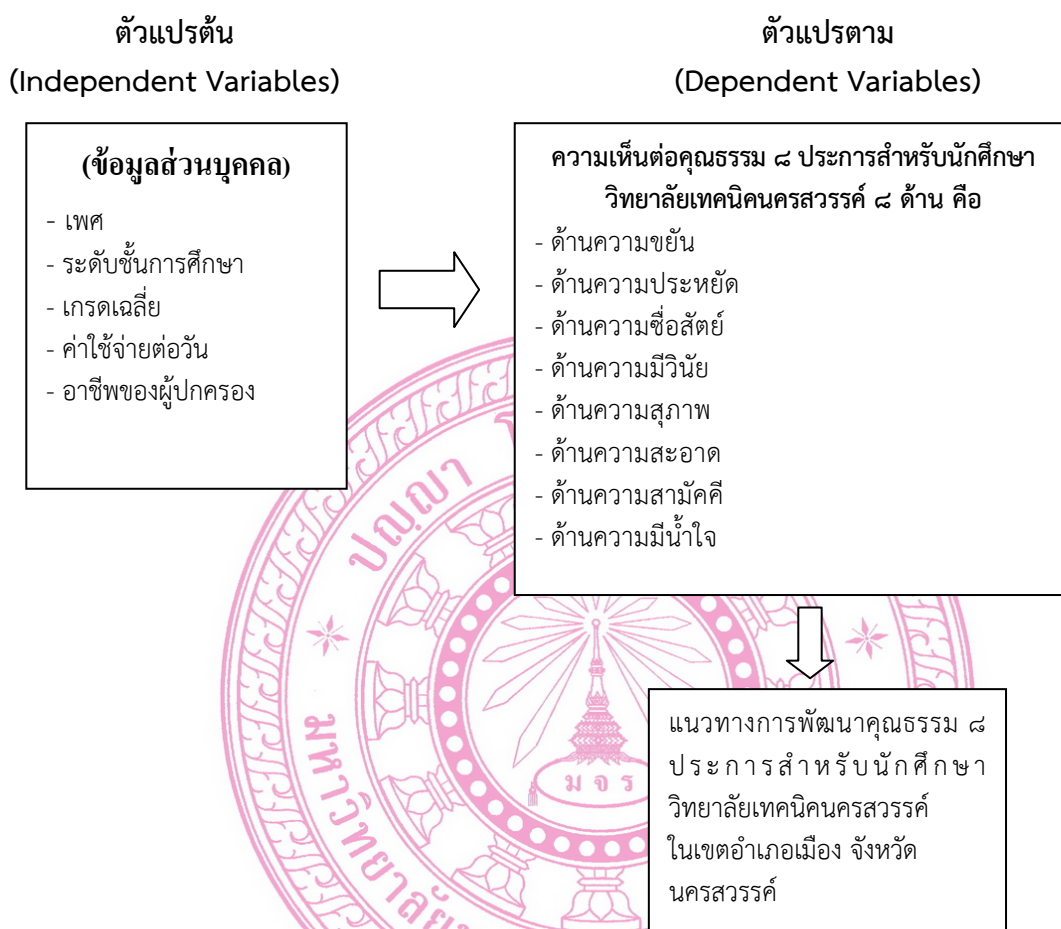 ตัวแปรต้น
(Independent Variables)
ตัวแปรตาม
(Dependent Variables)
(ข้อมูลส่วนบุคคล)
- เพศ
- ระดับชั้นการศึกษา
- เกรดเฉลี่ย
- ค่าใช้จ่ายต่อวัน
- อาชีพของผู้ปกครอง
ความเห็นต่อคุณธรรม ๘ ประการสำหรับนักศึกษา
วิทยาลัยเทคนิคนครสวรรค์ ๘ ด้าน คือ
- ด้านความขยัน
- ด้านความประหยัด
- ด้านความซื่อสัตย์
- ด้านความมีวินัย
- ด้านความสุภาพ
- ด้านความสะอาด
- ด้านความสามัคคี
- ด้านความมีน้ำใจ
แนวทางการพัฒนาคุณธรรม ๘
ประการสำหรับนักศึกษา
วิทยาลัยเทคนิคนครสวรรค์
ในเขตอำเภอเมือง จังหวัด
นครสวรรค์
ปญฺญา
มหาวิทยาลัย
ม จ ร